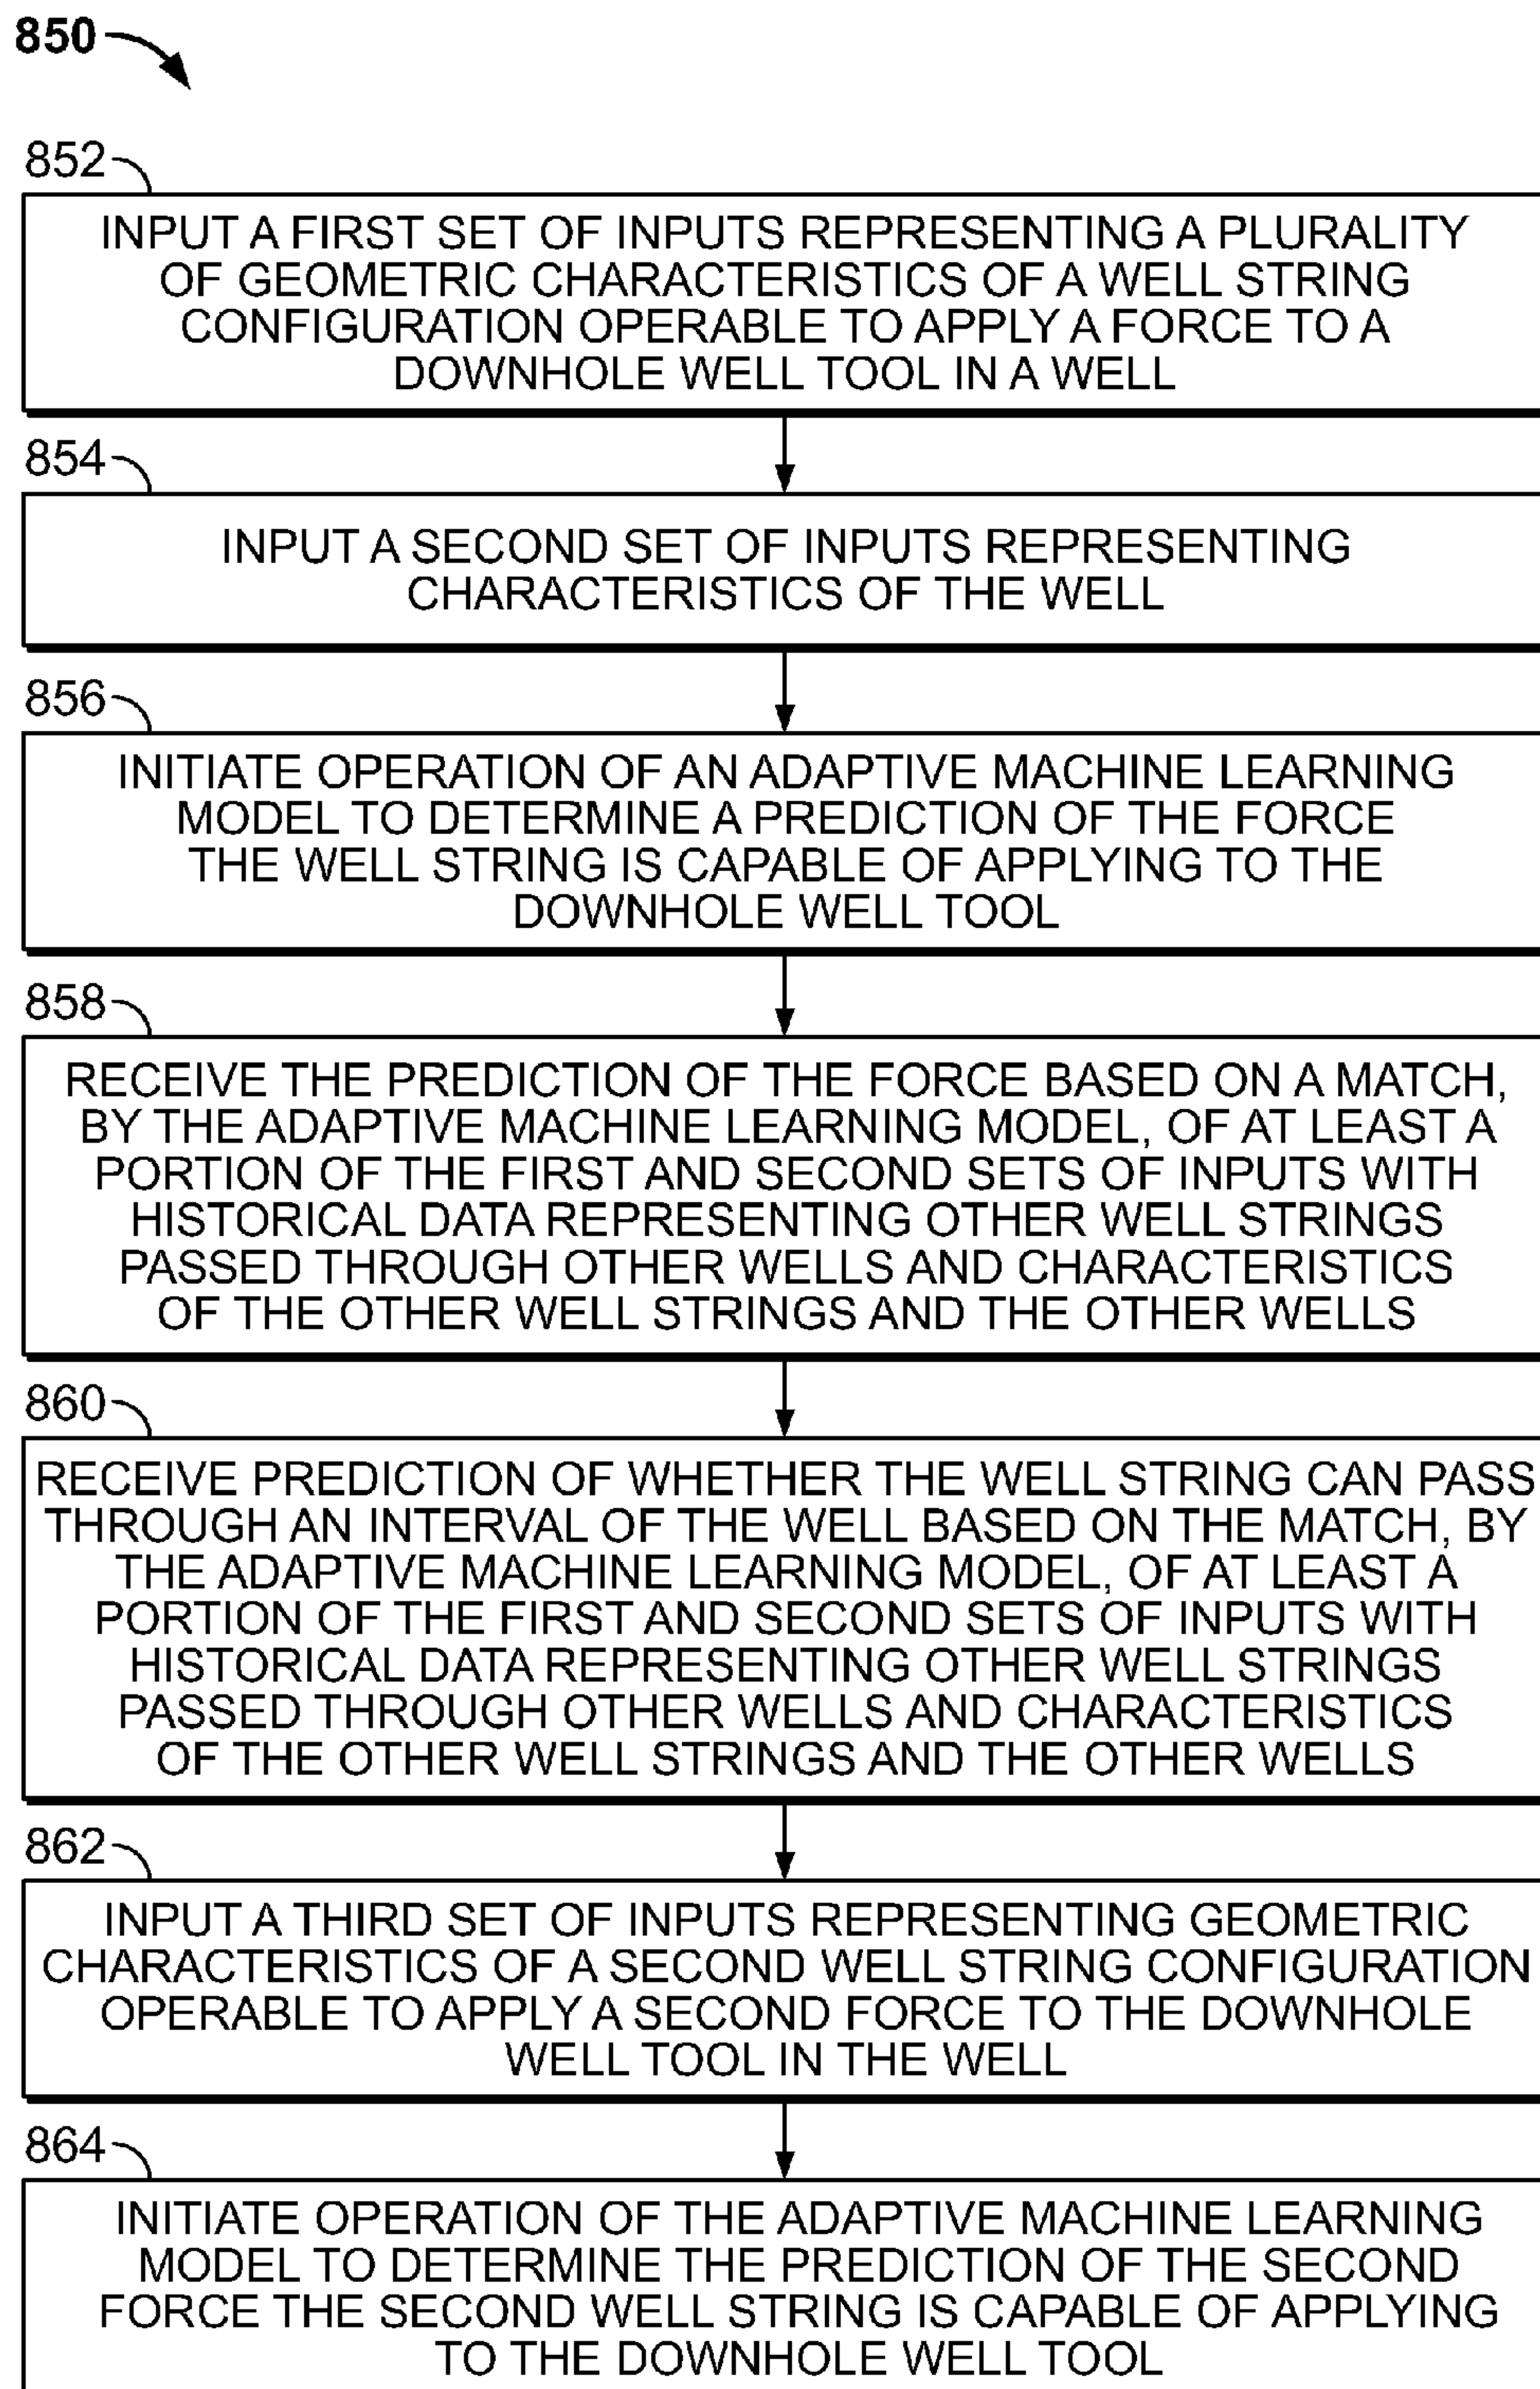 850
852
INPUT A FIRST SET OF INPUTS REPRESENTING A PLURALITY
OF GEOMETRIC CHARACTERISTICS OF A WELL STRING
CONFIGURATION OPERABLE TO APPLY A FORCE TO A
DOWNHOLE WELL TOOL IN A WELL
854
INPUT A SECOND SET OF INPUTS REPRESENTING
CHARACTERISTICS OF THE WELL
856
INITIATE OPERATION OF AN ADAPTIVE MACHINE LEARNING
MODEL TO DETERMINE A PREDICTION OF THE FORCE
THE WELL STRING IS CAPABLE OF APPLYING TO THE
DOWNHOLE WELL TOOL
858
RECEIVE THE PREDICTION OF THE FORCE BASED ON A MATCH,
BY THE ADAPTIVE MACHINE LEARNING MODEL, OF AT LEAST A
PORTION OF THE FIRST AND SECOND SETS OF INPUTS WITH
HISTORICAL DATA REPRESENTING OTHER WELL STRINGS
PASSED THROUGH OTHER WELLS AND CHARACTERISTICS
OF THE OTHER WELL STRINGS AND THE OTHER WELLS
860
RECEIVE PREDICTION OF WHETHER THE WELL STRING CAN PASS
THROUGH AN INTERVAL OF THE WELL BASED ON THE MATCH, BY
THE ADAPTIVE MACHINE LEARNING MODEL, OF AT LEAST A
PORTION OF THE FIRST AND SECOND SETS OF INPUTS WITH
HISTORICAL DATA REPRESENTING OTHER WELL STRINGS
PASSED THROUGH OTHER WELLS AND CHARACTERISTICS
OF THE OTHER WELL STRINGS AND THE OTHER WELLS
862
INPUT A THIRD SET OF INPUTS REPRESENTING GEOMETRIC
CHARACTERISTICS OF A SECOND WELL STRING CONFIGURATION
OPERABLE TO APPLY A SECOND FORCE TO THE DOWNHOLE
WELL TOOL IN THE WELL
864
INITIATE OPERATION OF THE ADAPTIVE MACHINE LEARNING
MODEL TO DETERMINE THE PREDICTION OF THE SECOND
FORCE THE SECOND WELL STRING IS CAPABLE OF APPLYING
TO THE DOWNHOLE WELL TOOL